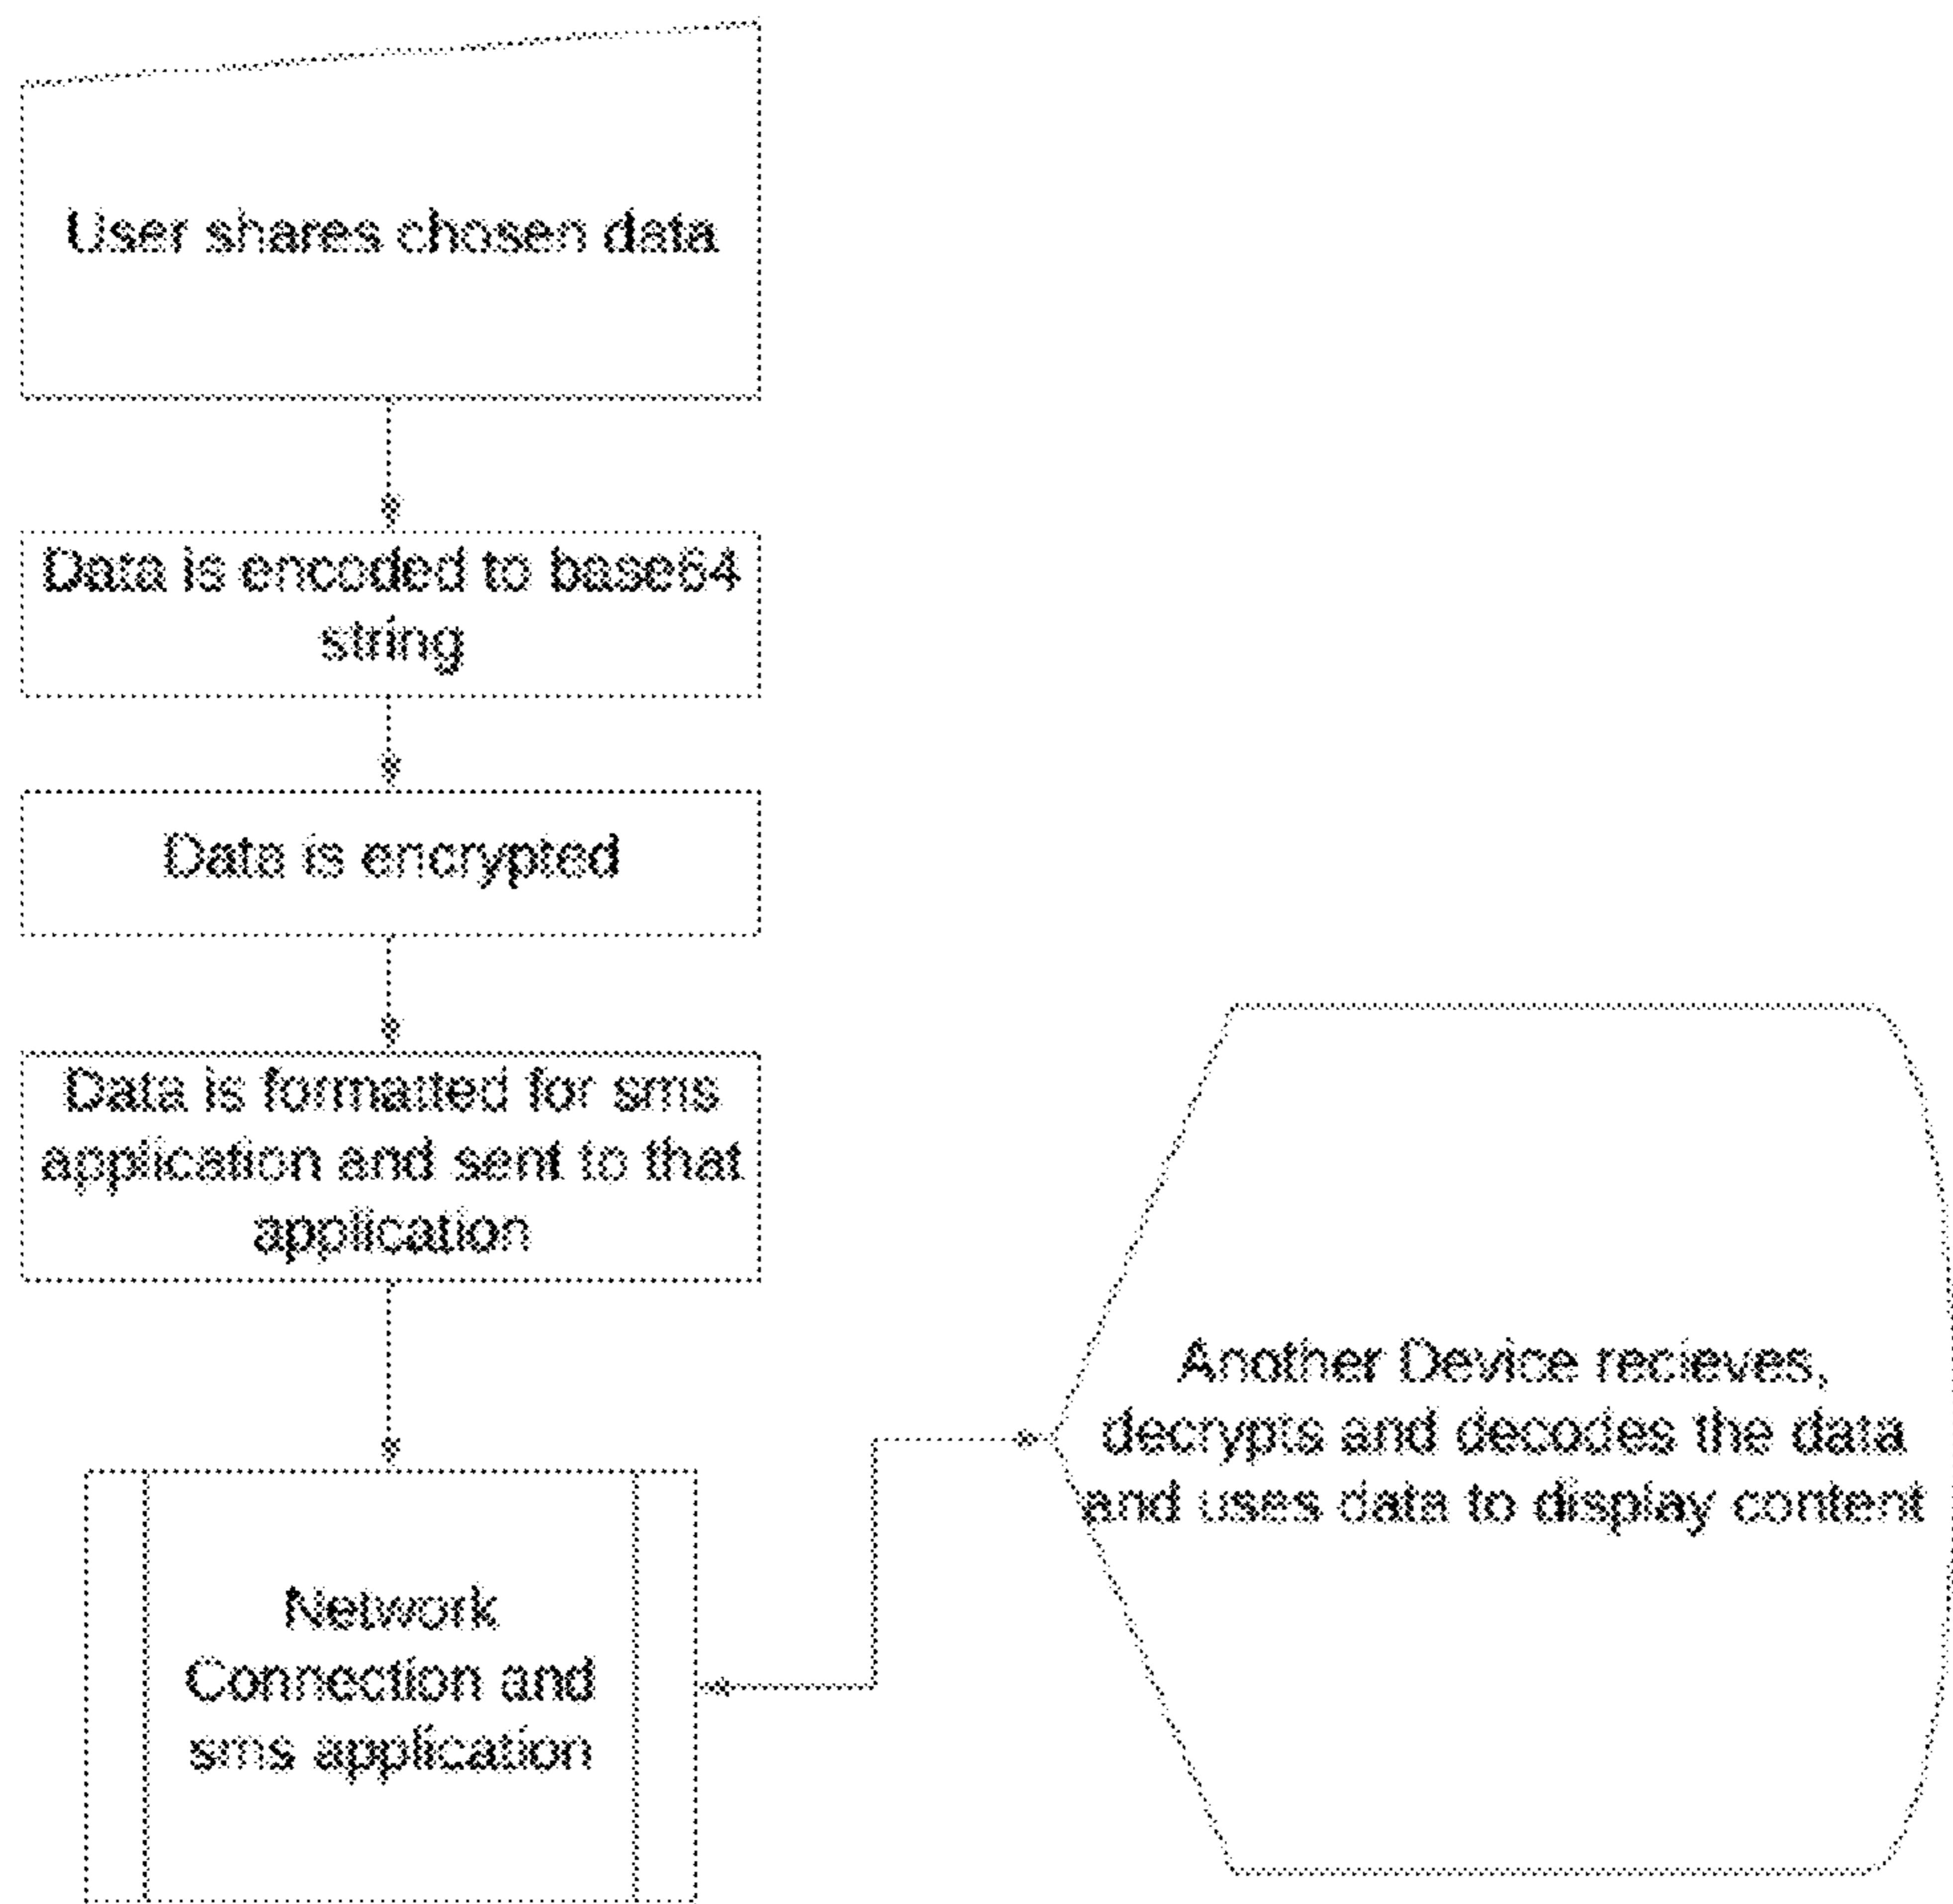 User shares chosen data
Data is encoded to base64
string
Data is encrypted
Data is formatted for sms
application and sent to that
application
Network
Connection and
sms application
Another Device recieves,
decrypts and decodes the data
and uses data to display content